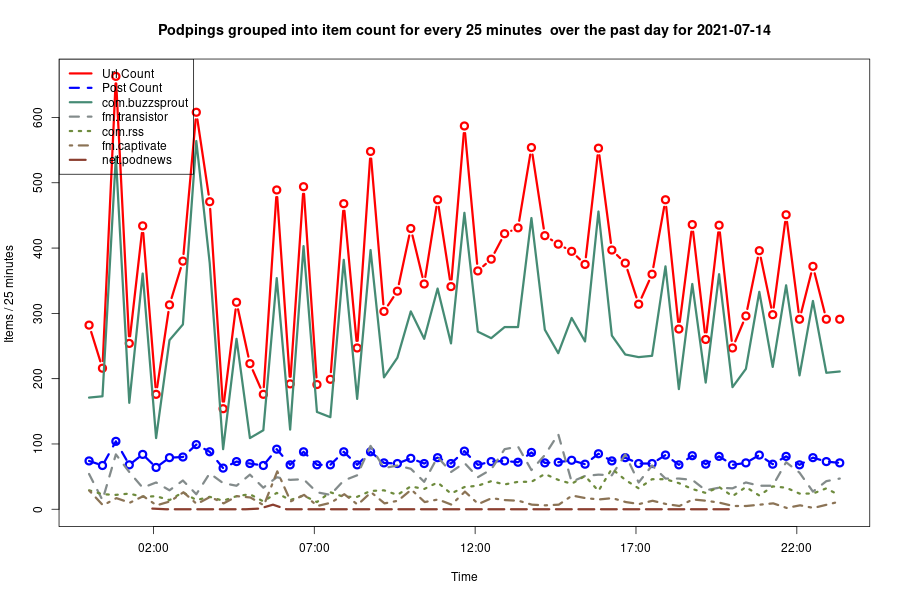 Podpings grouped into item count for every 25 minutes  over the past day for 2021-07-14
Url Count
Post Count
com.buzzsprout
fm.transistor
com.rss
fm.captivate
net.podnews
Items / 25 minutes
600
500
400
300
200
100
0
02:00 07:00 12:00 17:00 22:00
Time